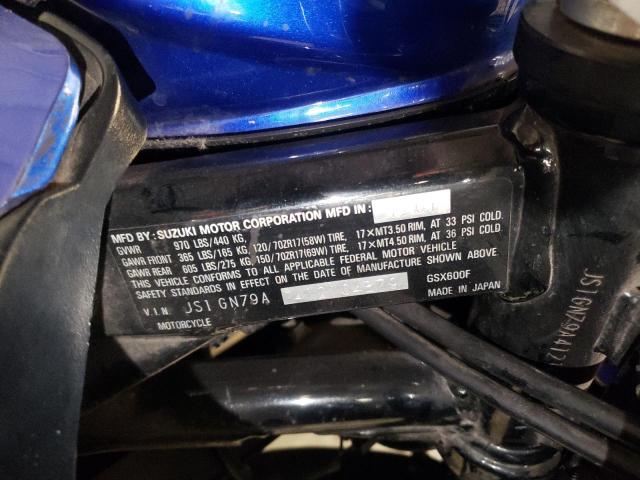 MFD BY: SUZUKI MOTOR CORPORATION MFD IN:
GVWR 970 LBS/440 KG,
GAWR FRONT 365 LBS/165 KG, 120/70ZR17(58W) TIRE, 17×MT3.50 RIM, AT 33 PSI COLD.
GAWR REAR 605 LBS/275 KG, 150/70ZR17(69W) TIRE, 17×MT4.50 RIM, AT 36 PSI COLD.
THIS VEHICLE CONFORMS TO ALL APPLICABLE FEDERAL MOTOR VEHICLE
SAFETY STANDARDS IN EFFECT ON THE DATE OF MANUFACTURE SHOWN ABOVE
V.I.N JS1GN79A GSX600F
MOTORCYCLE MADE IN JAPAN
JS1GN79A1412